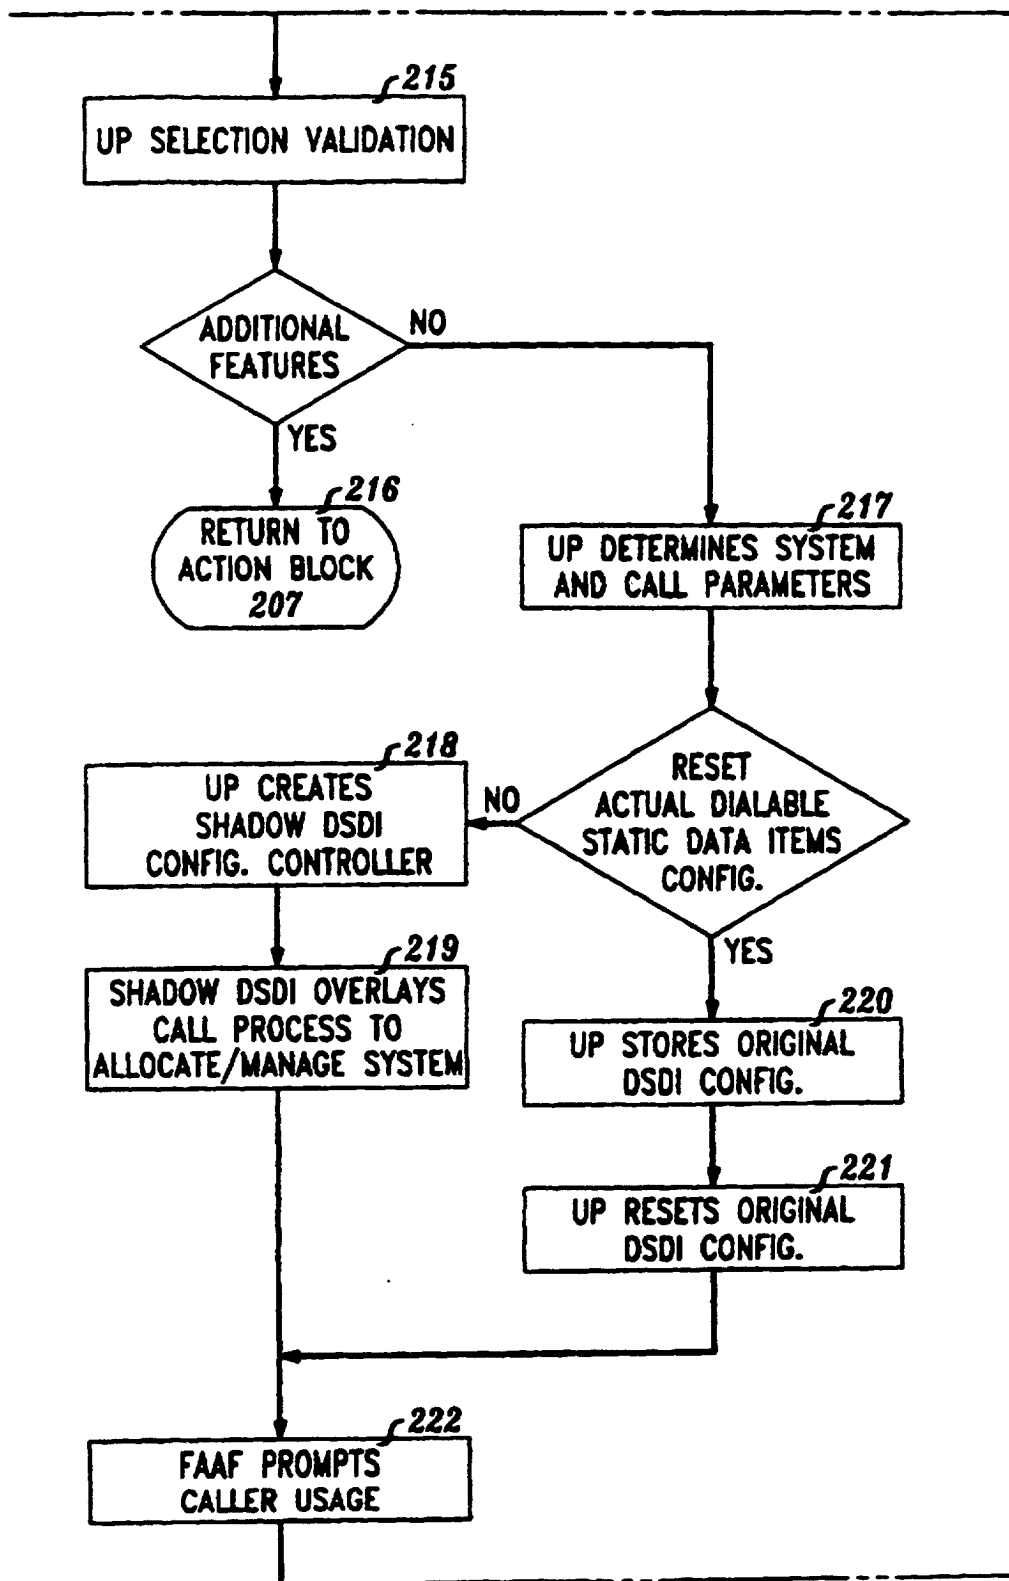 215
UP SELECTION VALIDATION
ADDITIONAL
FEATURES
NO
YES
216
RETURN TO
ACTION BLOCK
207
217
UP DETERMINES SYSTEM
AND CALL PARAMETERS
RESET
ACTUAL DIALABLE
STATIC DATA ITEMS
CONFIG.
NO
YES
218
UP CREATES
SHADOW DSDI
CONFIG. CONTROLLER
219
SHADOW DSDI OVERLAYS
CALL PROCESS TO
ALLOCATE/MANAGE SYSTEM
220
UP STORES ORIGINAL
DSDI CONFIG.
221
UP RESETS ORIGINAL
DSDI CONFIG.
222
FAAF PROMPTS
CALLER USAGE